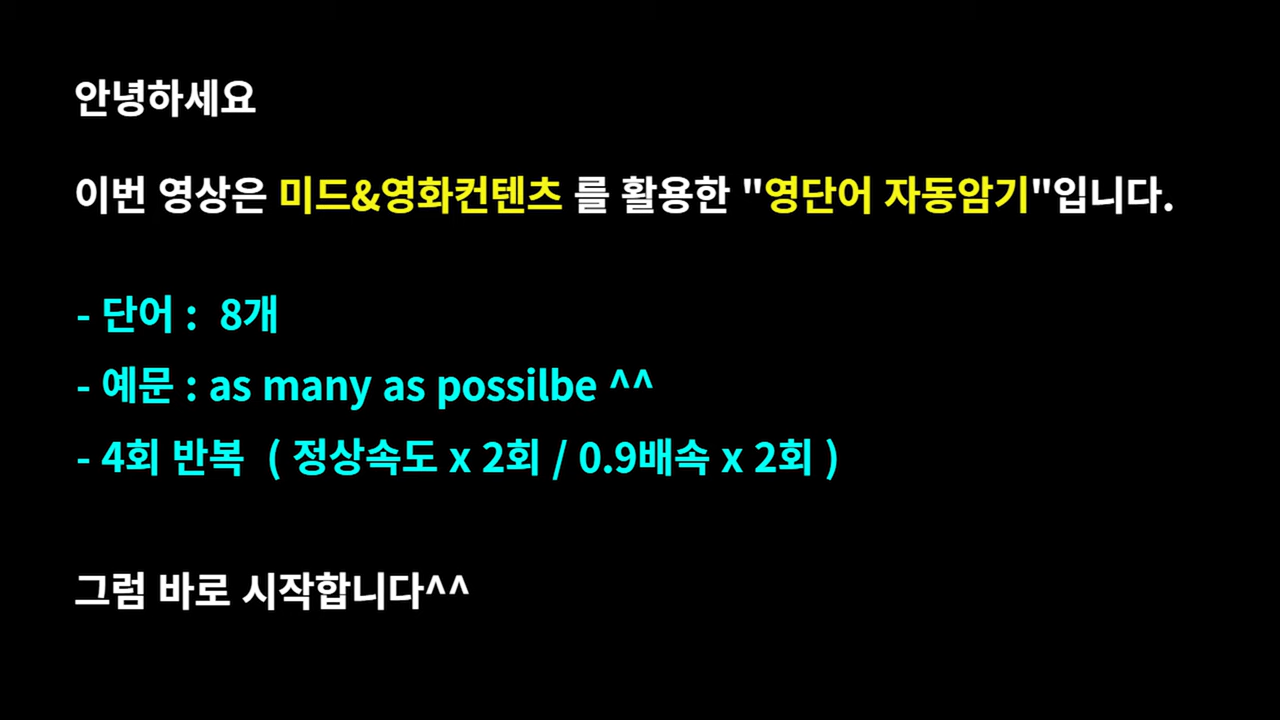 안녕하세요
이번 영상은 미드&영화컨텐츠 를 활용한 "영단어 자동암기"입니다.
- 단어 :  8개
- 예문 : as many as possilbe ^^
- 4회 반복  ( 정상속도 x 2회 / 0.9배속 x 2회 )
그럼 바로 시작합니다^^